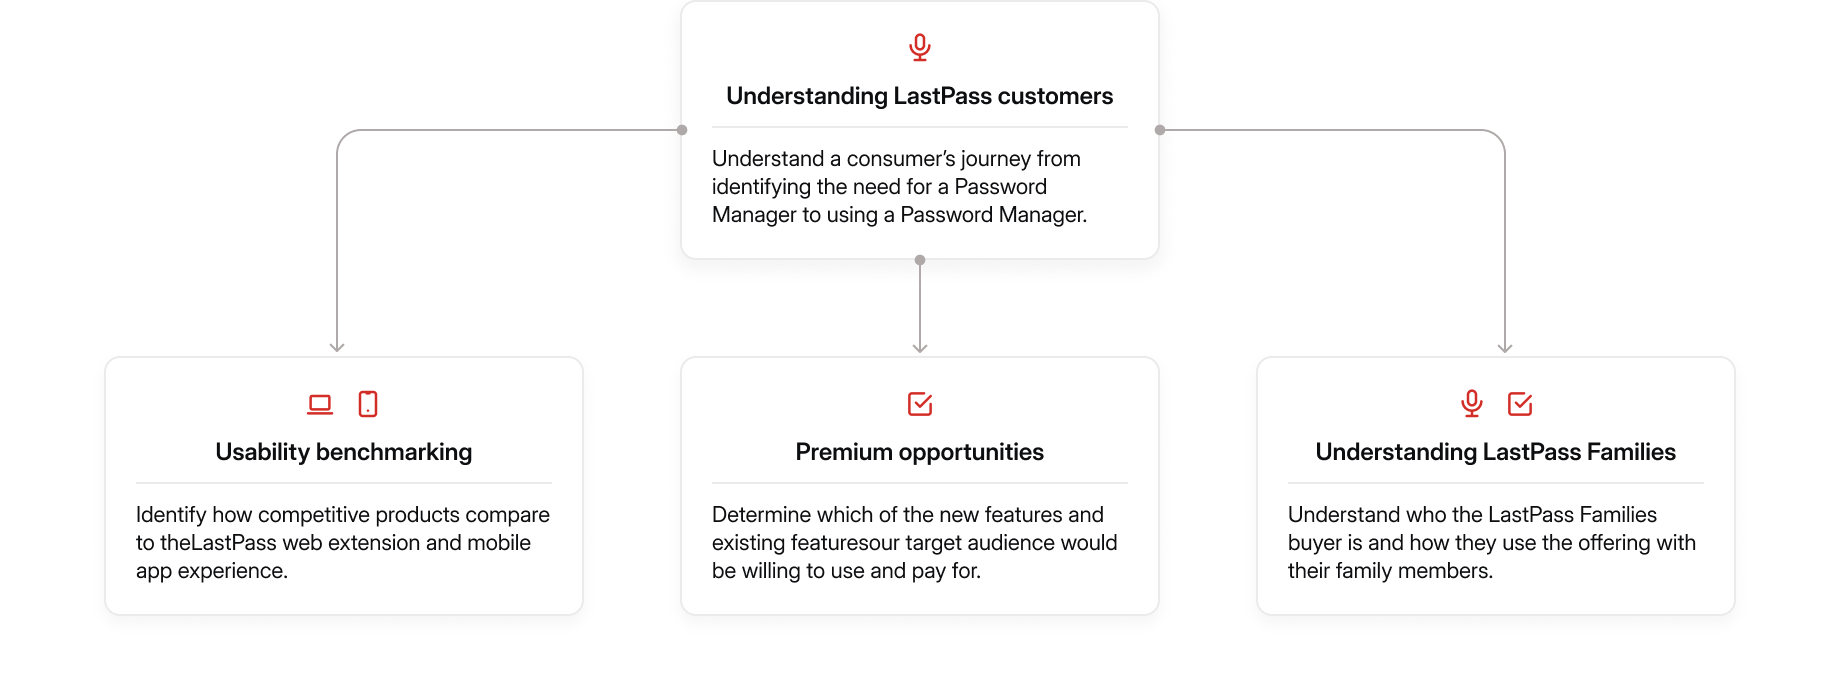 Understanding LastPass customers
Understand a consumer’s journey from
identifying the need for a Password
Manager to using a Password Manager.
Usability benchmarking
Identify how competitive products compare
to theLastPass web extension and mobile
app experience.
Premium opportunities
Determine which of the new features and
existing featuresour target audience would
be willing to use and pay for.
Understanding LastPass Families
Understand who the LastPass Families
buyer is and how they use the offering with
their family members.